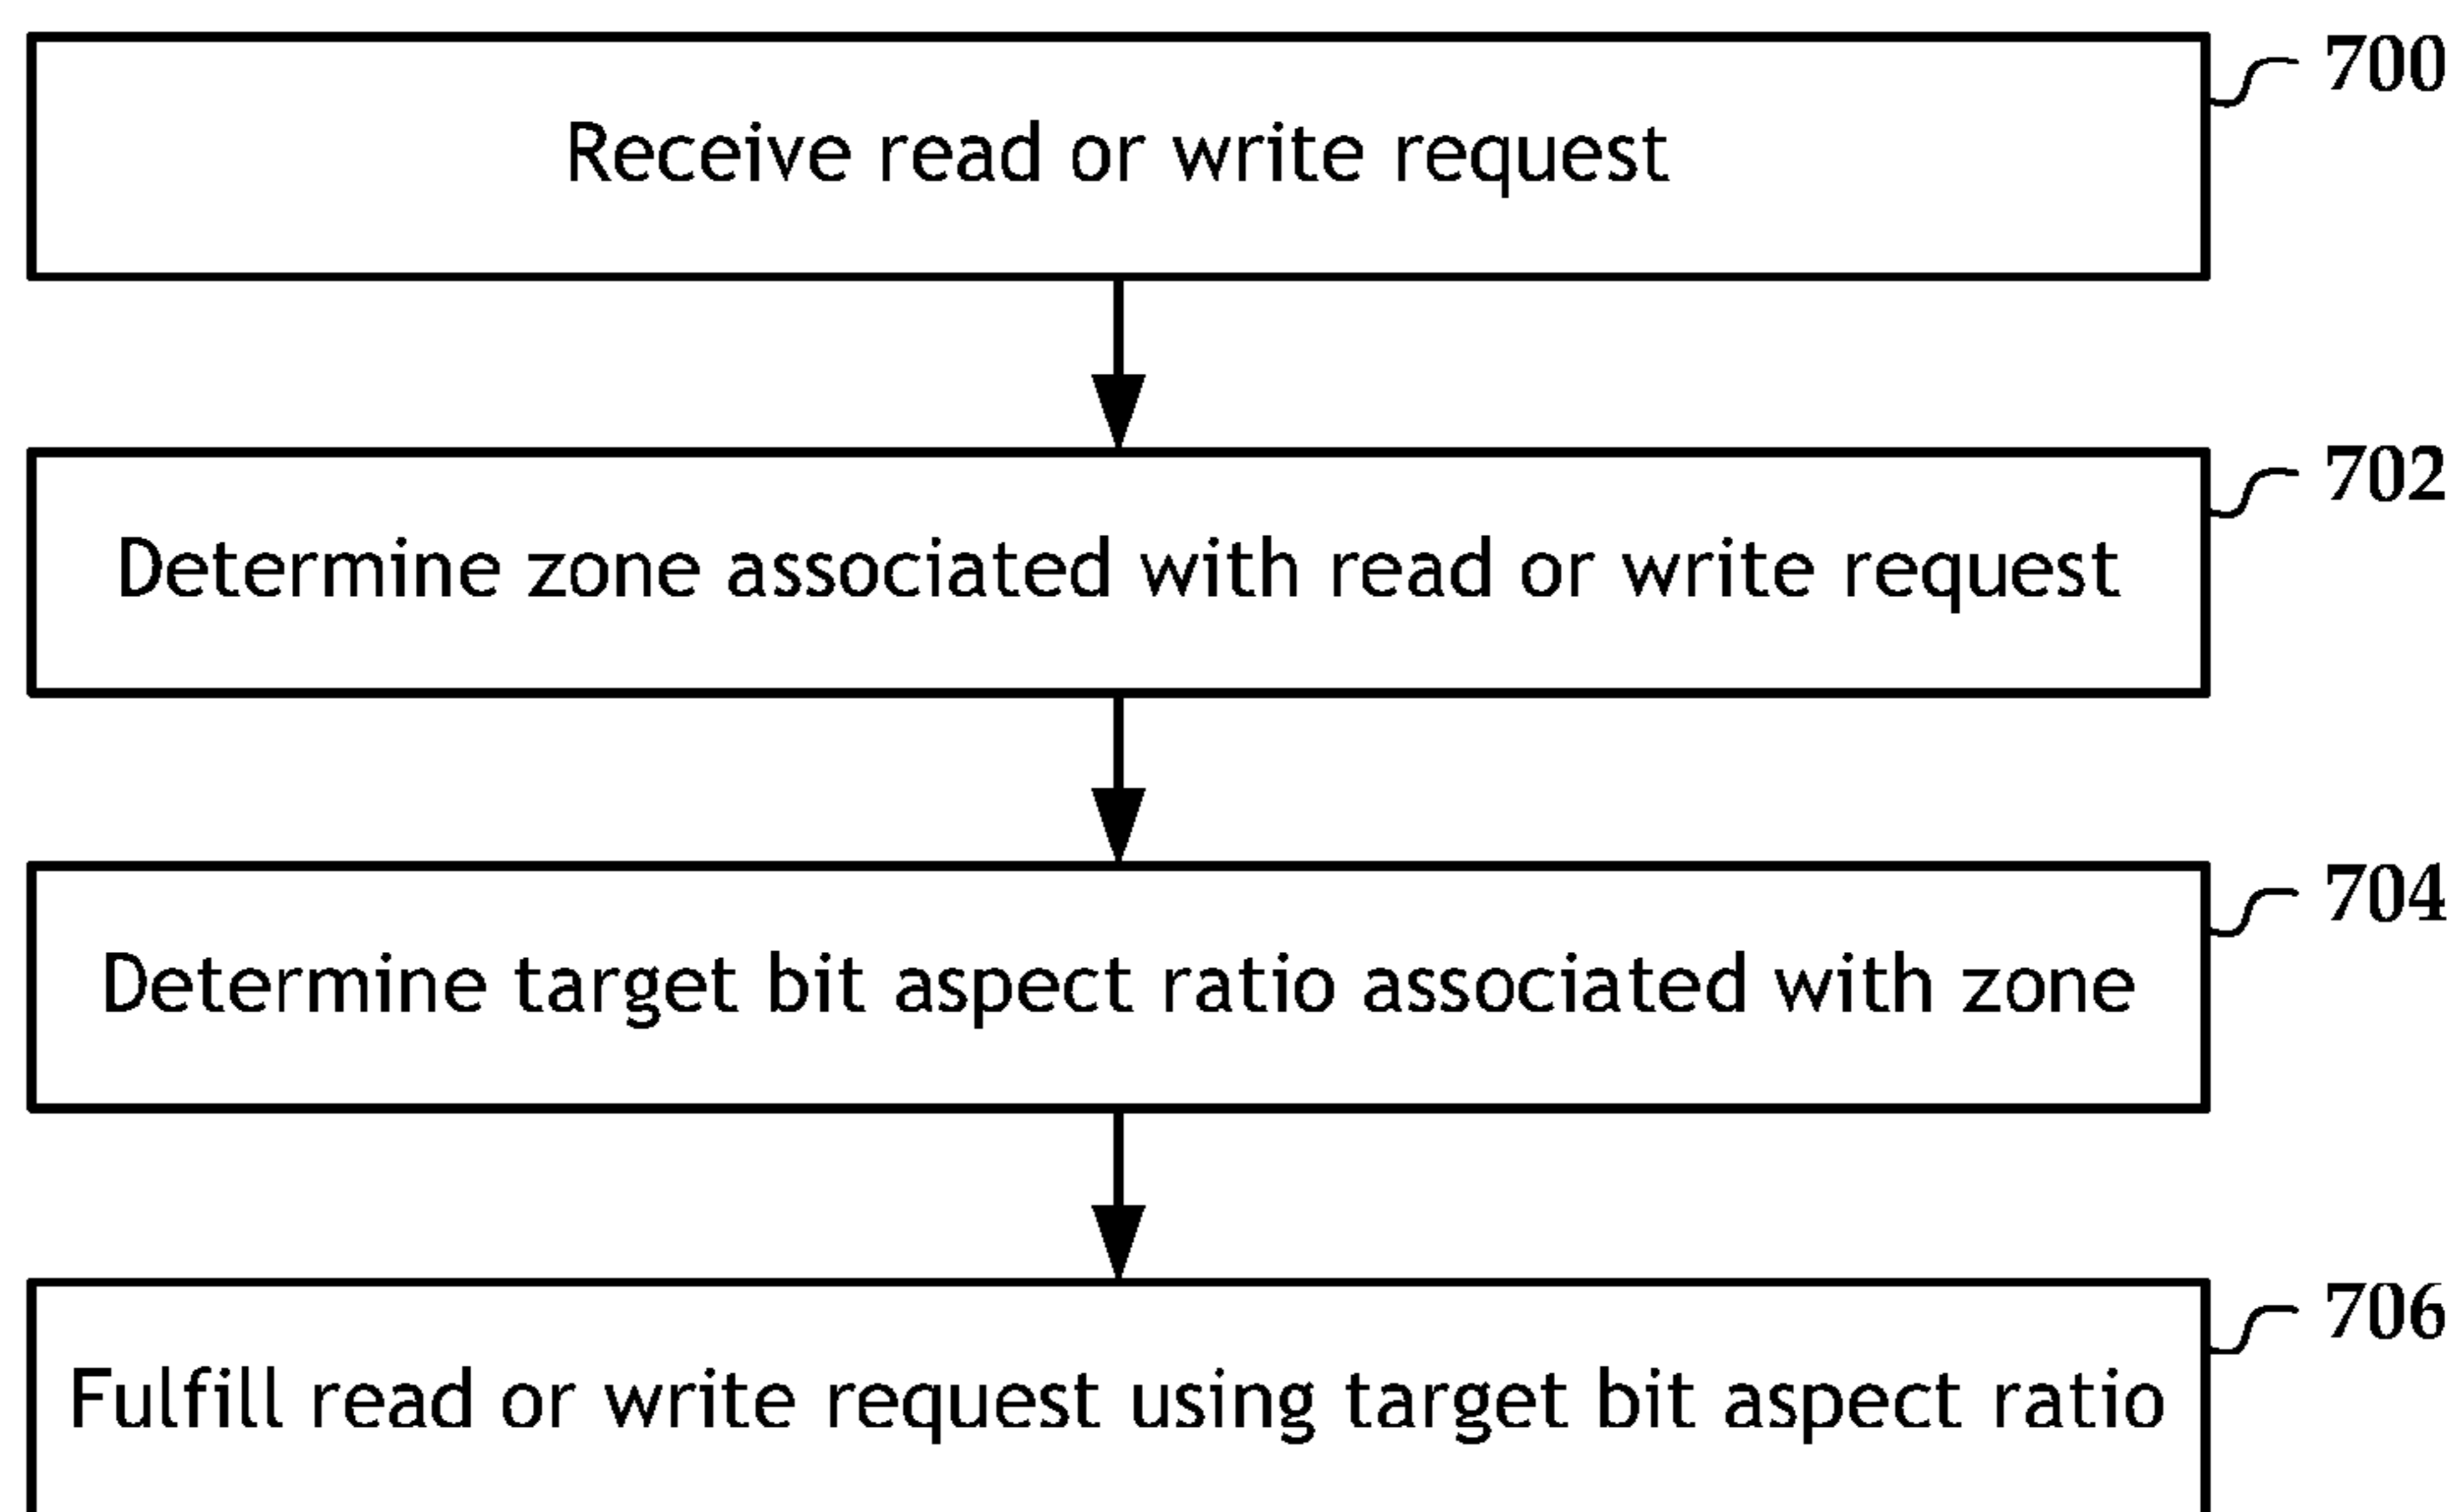 700
Receive read or write request
702
Determine zone associated with read or write request
704
Determine target bit aspect ratio associated with zone
706
Fulfill read or write request using target bit aspect ratio